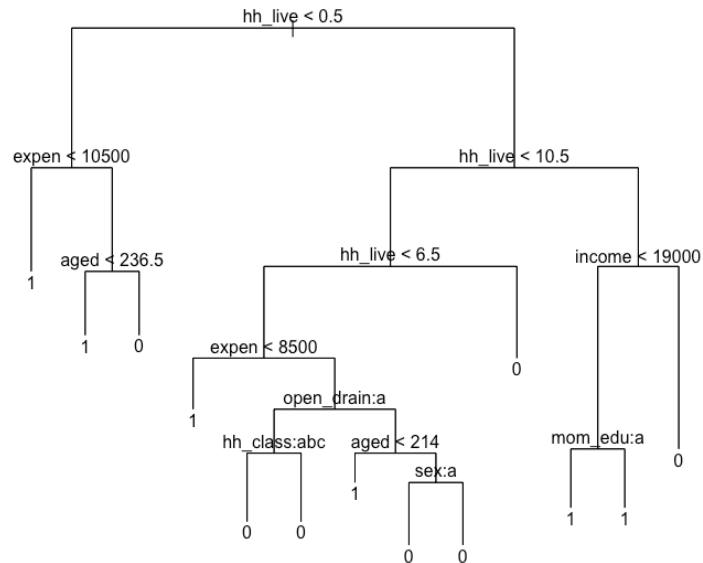 hh_live < 0.5
expen < 10500
hh_live < 10.5
aged < 236.5
hh_live < 6.5
income < 19000
1
1
0
expen < 8500
0
1
open_drain:a
hh_class:abc
aged < 214
mom_edu:a
0
sex:a
1
1
1
0
0
0
0